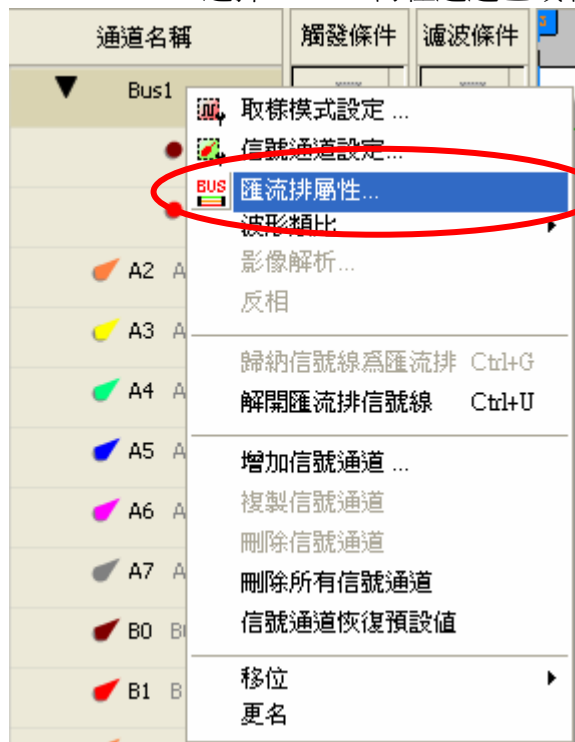 通道名稱 觸發條件 濾波條件
Bus1
取樣模式設定 ...
信號通道設定...
BUS 匯流排屬性...
波形類比
A2 A 影像解析...
反相
A3 A
歸納信號線為匯流排 Ctrl+G
A4 A 解開匯流排信號線 Ctrl+U
A5 A 增加信號通道 ...
A6 A 複製信號通道
刪除信號通道
A7 A 刪除所有信號通道
B0 B 信號通道恢復預設值
B1 B 移位
更名